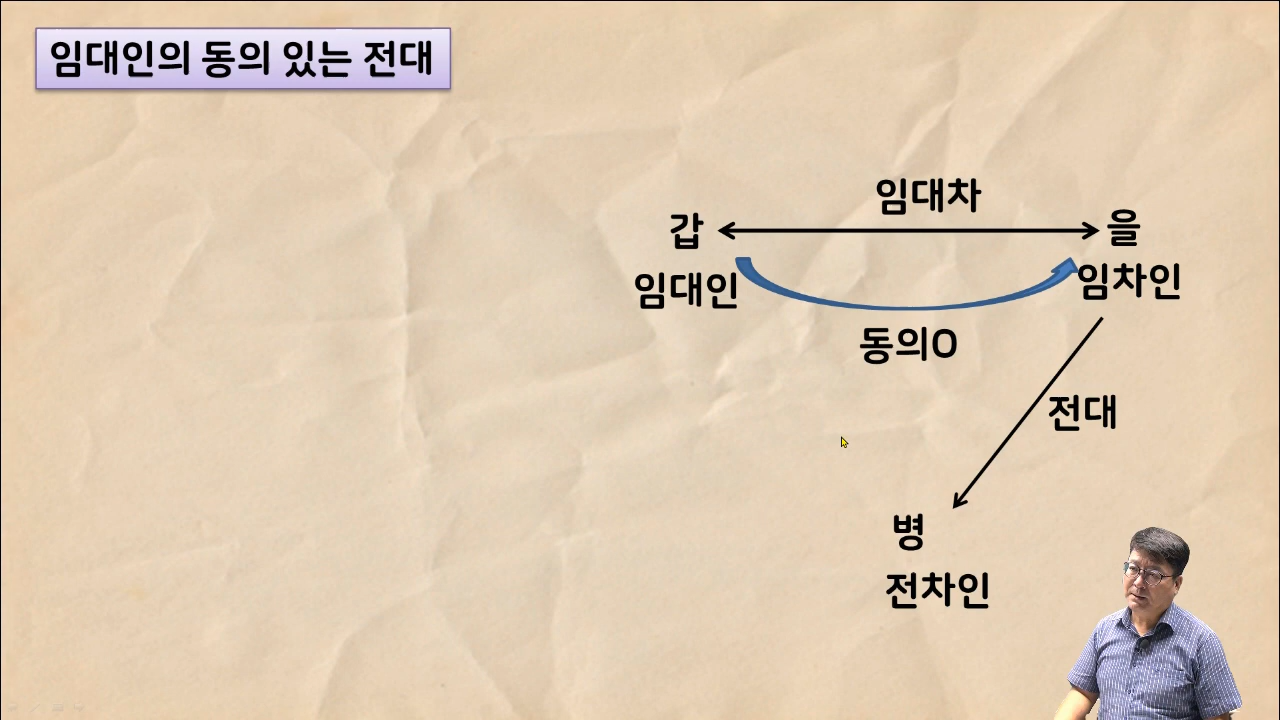 임대인의 동의 있는 전대
임대차
갑
을
임대인
임차인
동의O
전대
병
전차인